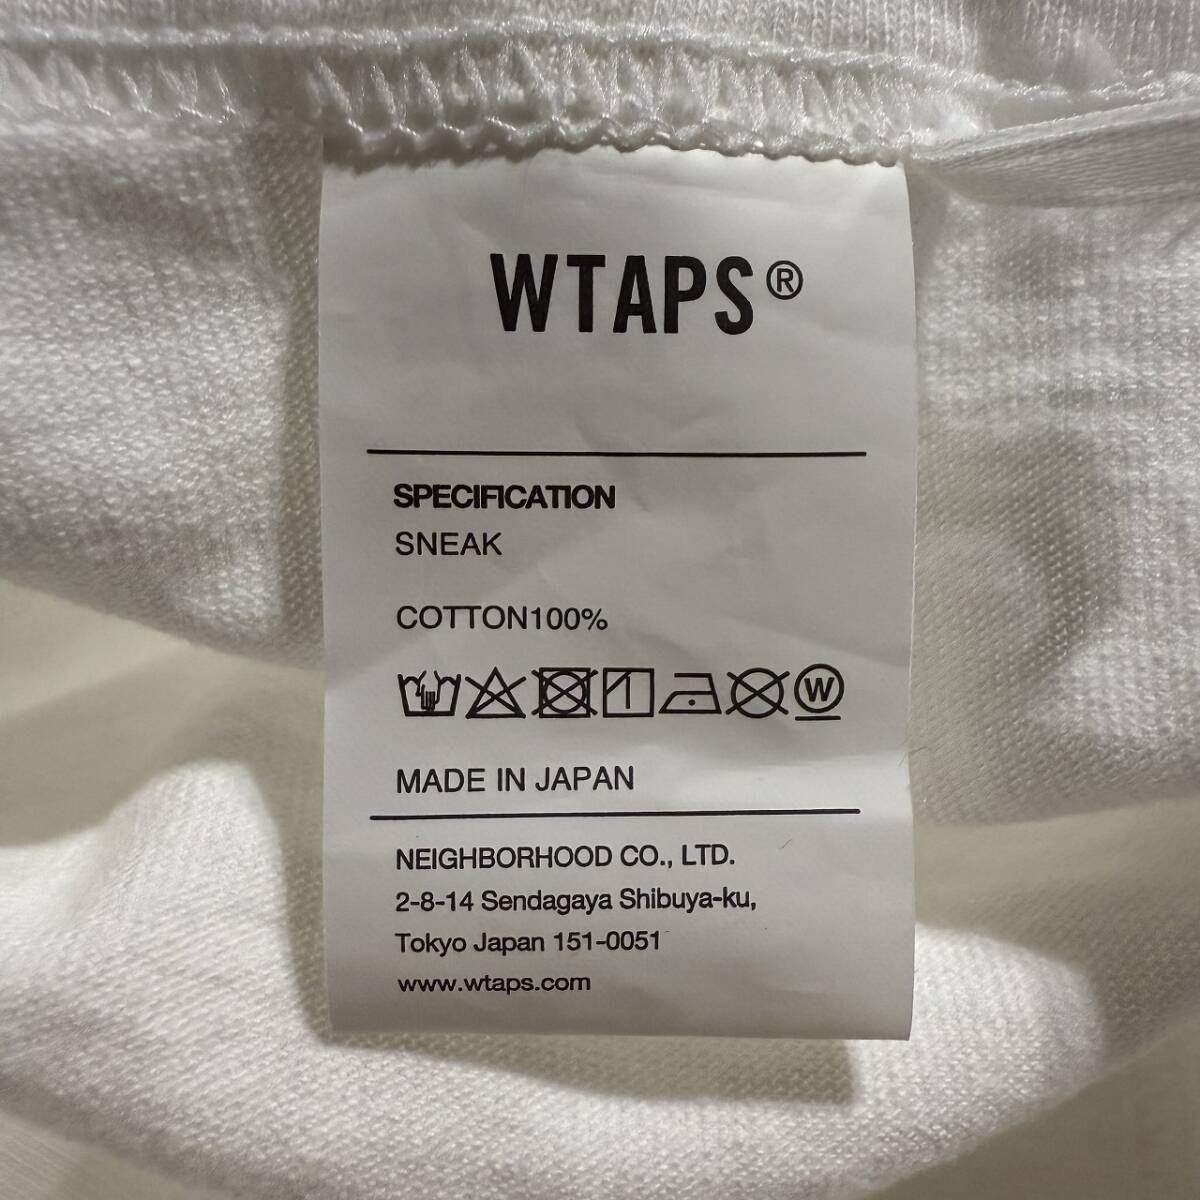 WTAPS®
SPECIFICATION
SNEAK
COTTON100%
W
MADE IN JAPAN
NEIGHBORHOOD CO., LTD.
2-8-14 Sendagaya Shibuya-ku,
Tokyo Japan 151-0051
www.wtaps.com